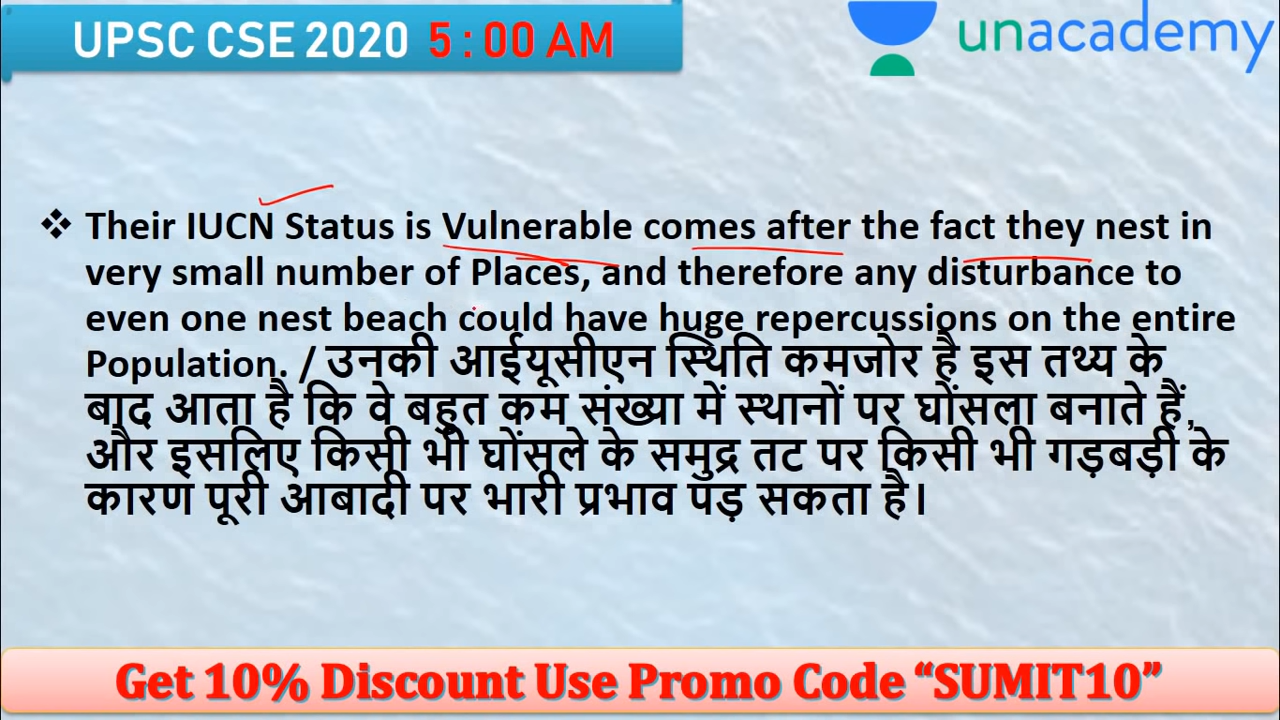 UPSC CSE 2020 5 : 00 AM
unacademy
❖ Their IUCN Status is Vulnerable comes after the fact they nest in
very small number of Places, and therefore any disturbance to
even one nest beach could have huge repercussions on the entire
Population. / उनकी आईयूसीएन स्थिति कमजोर है इस तथ्य के
बाद आता है कि वे बहुत कम संख्या में स्थानों पर घोंसला बनाते हैं,
और इसलिए किसी भी घोंसले के समुद्र तट पर किसी भी गड़बड़ी के
कारण पूरी आबादी पर भारी प्रभाव पड़ सकता है।
Get 10% Discount Use Promo Code “SUMIT10”